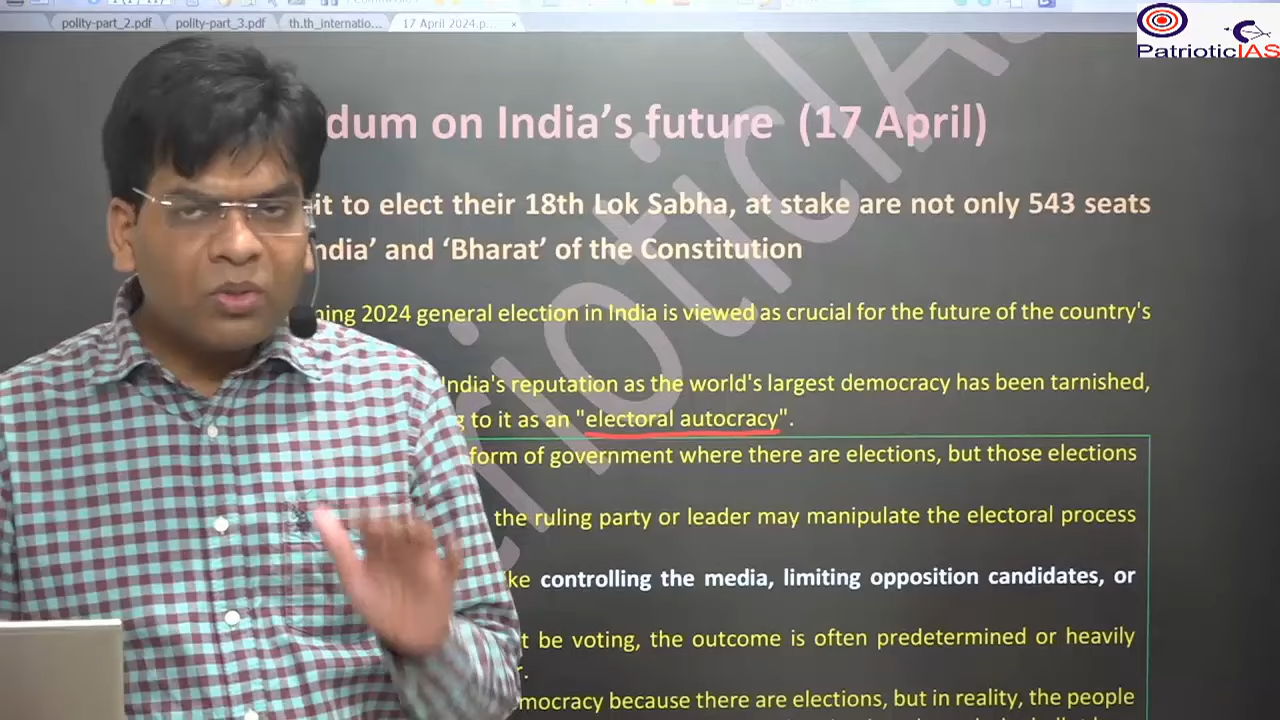 polity-part_2.pdf polity-part_3.pdf th.th_internatio... 17 April 2024.p... ×
PatrioticIAS
dum on India's future (17 April)
it to elect their 18th Lok Sabha, at stake are not only 543 seats
ndia' and 'Bharat' of the Constitution
ning 2024 general election in India is viewed as crucial for the future of the country's
India's reputation as the world's largest democracy has been tarnished,
g to it as an "electoral autocracy".
form of government where there are elections, but those elections
the ruling party or leader may manipulate the electoral process
ke controlling the media, limiting opposition candidates, or
t be voting, the outcome is often predetermined or heavily
r.
mocracy because there are elections, but in reality, the people